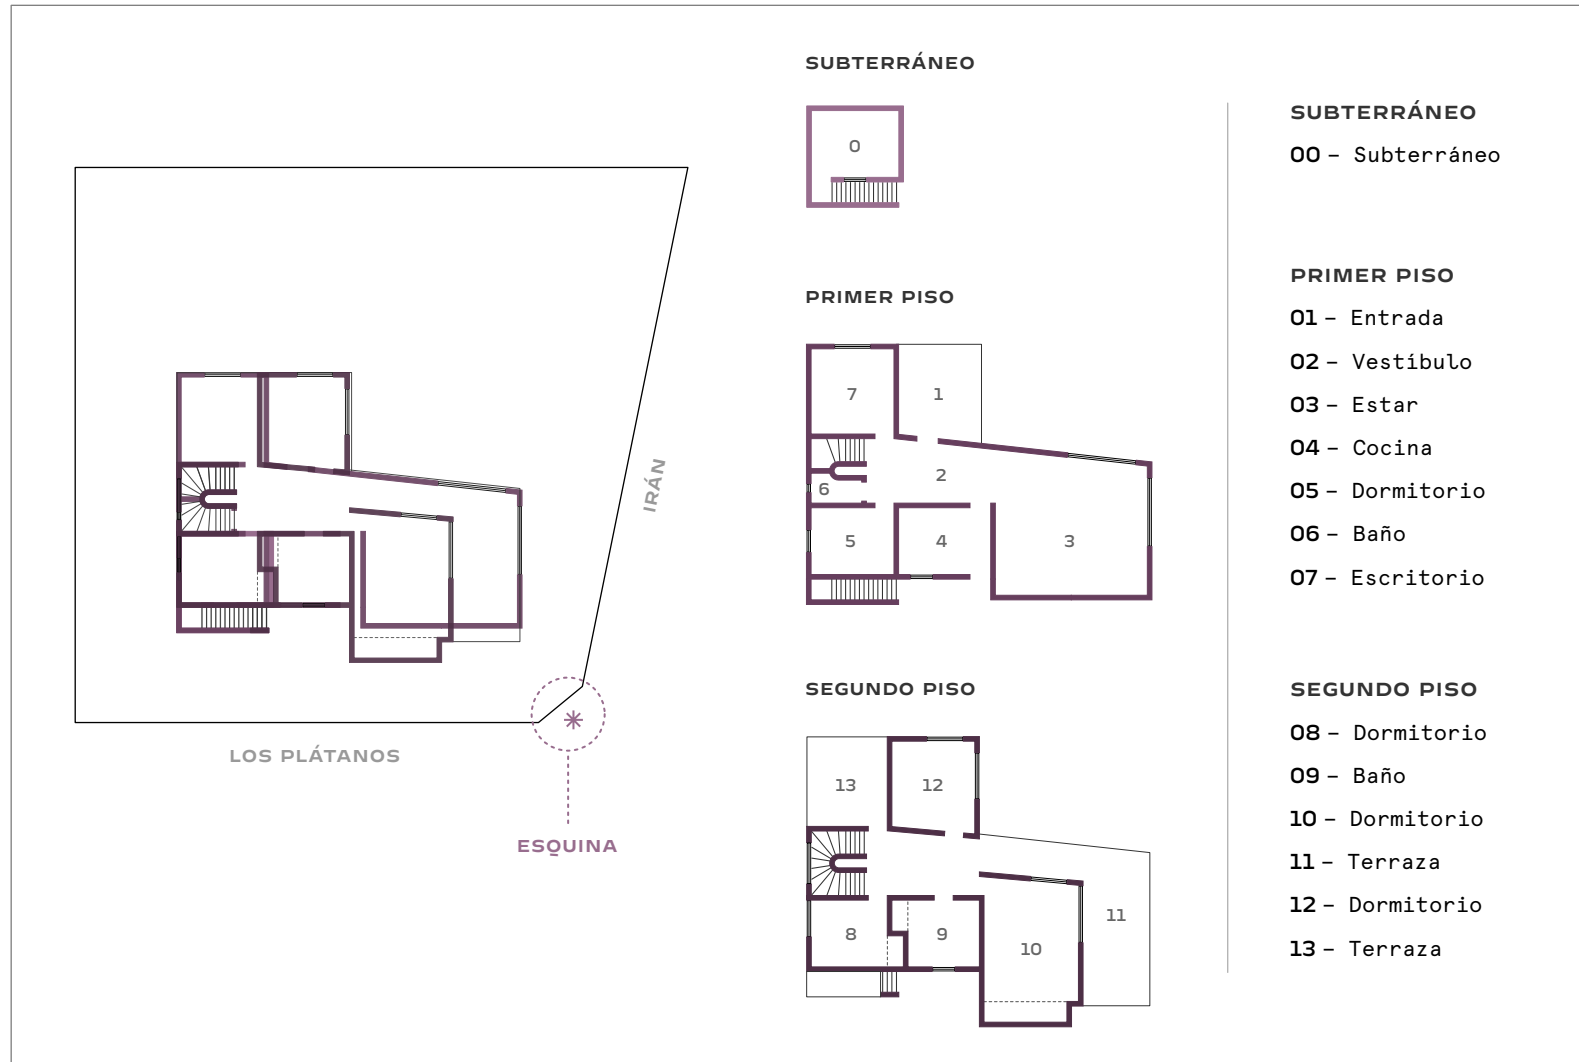 IRÁN
LOS PLÁTANOS
ESQUINA
SUBTERRÁNEO
0
PRIMER PISO
7
1
2
6
5
4
3
SEGUNDO PISO
13
12
11
8
9
10
SUBTERRÁNEO
00 – Subterráneo
PRIMER PISO
01 – Entrada
02 – Vestíbulo
03 – Estar
04 – Cocina
05 – Dormitorio
06 – Baño
07 – Escritorio
SEGUNDO PISO
08 – Dormitorio
09 – Baño
10 – Dormitorio
11 – Terraza
12 – Dormitorio
13 – Terraza